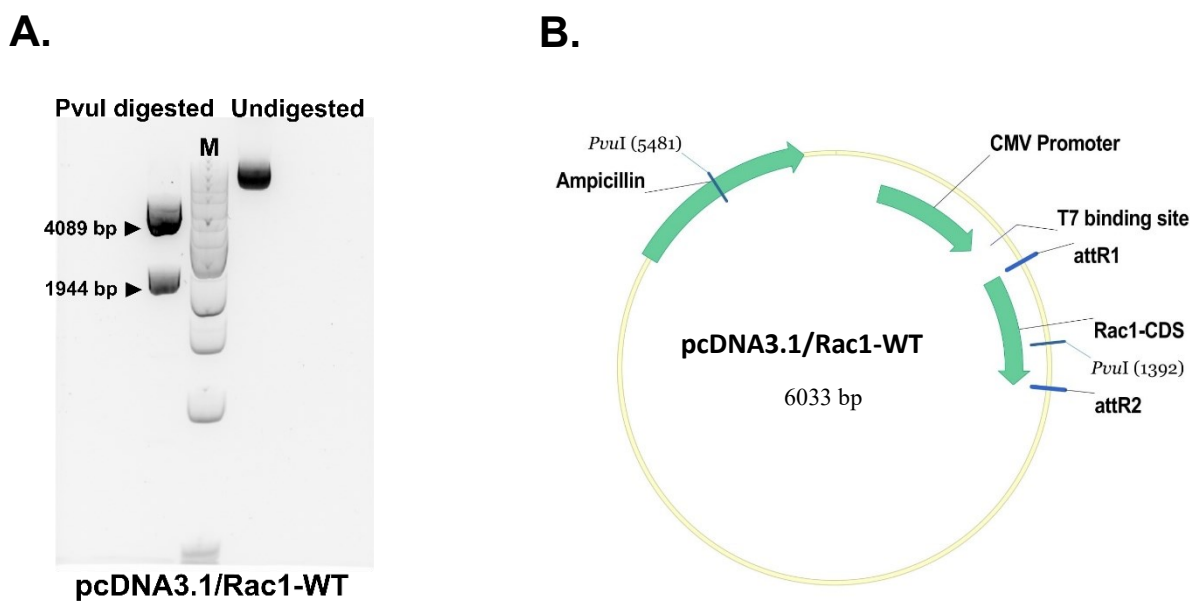 A.
PvuI digested Undigested
M
4089 bp ►
1944 bp ►
pcDNA3.1/Rac1-WT
B.
PvuI (5481)
Ampicillin
CMV Promoter
T7 binding site
attR1
Rac1-CDS
PvuI (1392)
attR2
pcDNA3.1/Rac1-WT
6033 bp